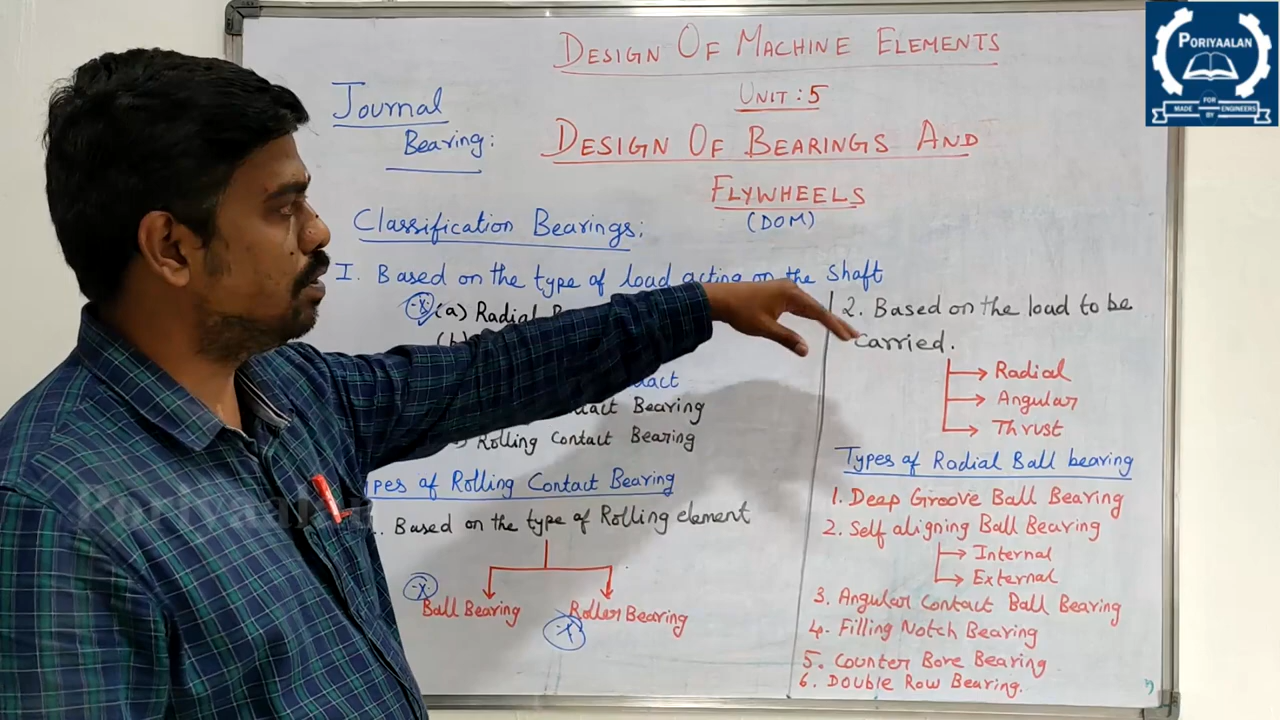 DESIGN OF MACHINE ELEMENTS
UNIT: 5
DESIGN OF BEARINGS AND
FLYWHEELS
(DOM)
Journal
Bearing:
Classification Bearings:
I. Based on the type of load acting on the shaft
(a) Radial
(b)
Contact Bearing
Rolling Contact Bearing
Types of Rolling Contact Bearing
1. Based on the type of Rolling element
Ball Bearing
Roller Bearing
2. Based on the load to be
carried.
Radial
Angular
Thrust
Types of Radial Ball bearing
1. Deep Groove Ball Bearing
2. Self aligning Ball Bearing
Internal
External
3. Angular Contact Ball Bearing
4. Filling Notch Bearing
5. Counter Bore Bearing
6. Double Row Bearing.
PORIYAALAN
MADE FOR BY ENGINEERS
Poriyaalan